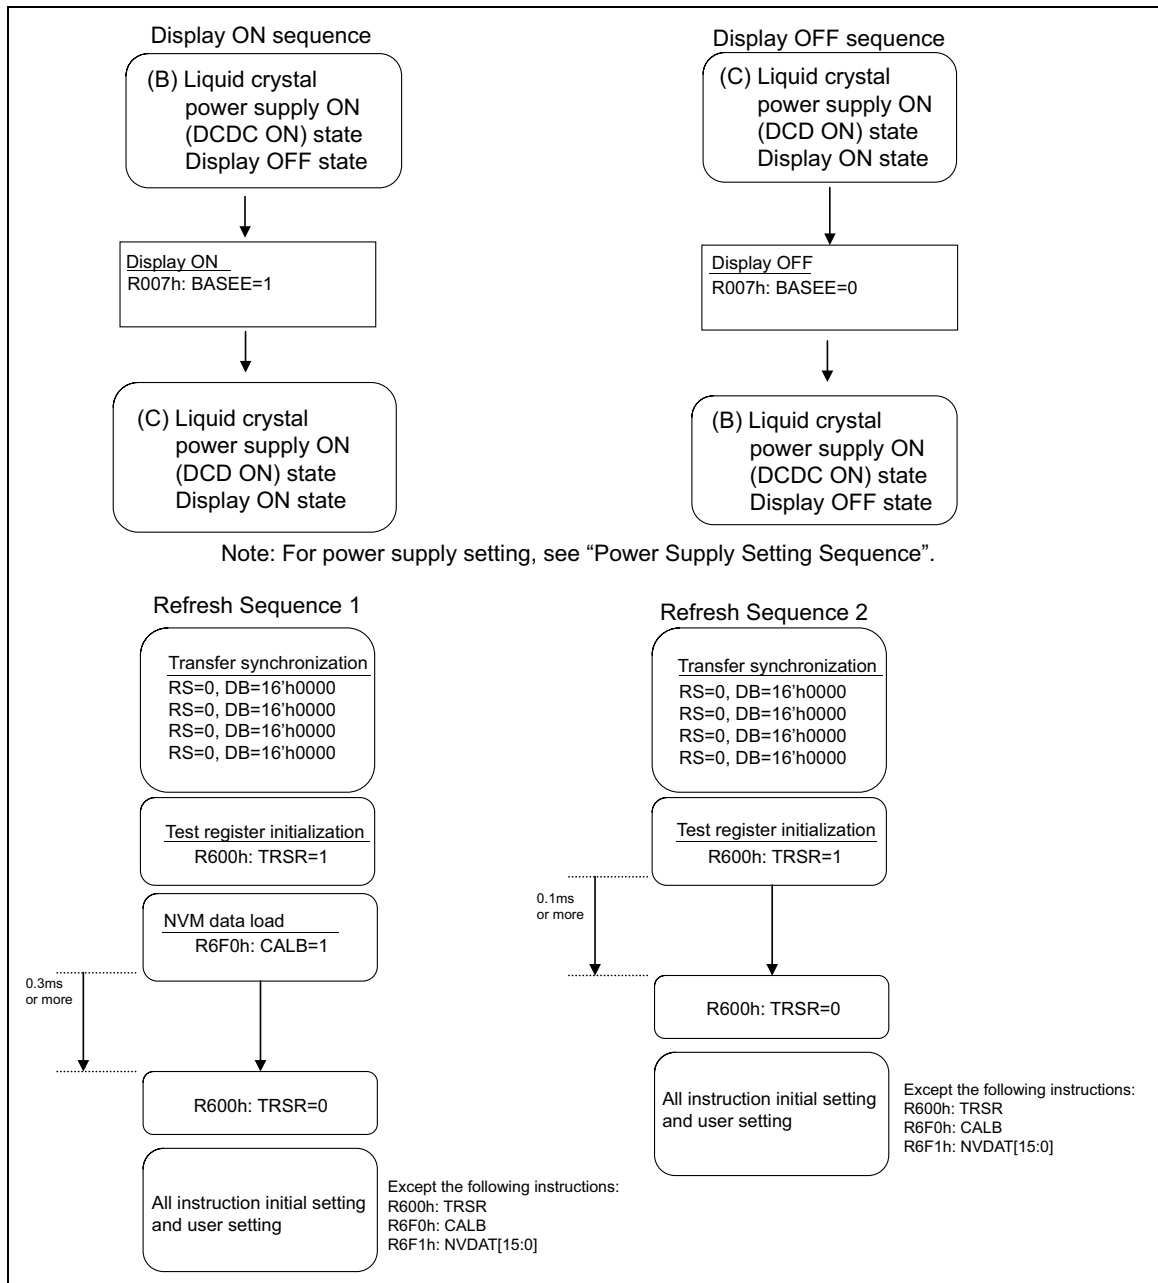 Display ON sequence
(B) Liquid crystal
power supply ON
(DCDC ON) state
Display OFF state
Display ON
R007h: BASEE=1
(C) Liquid crystal
power supply ON
(DCD ON) state
Display ON state
Display OFF sequence
(C) Liquid crystal
power supply ON
(DCD ON) state
Display ON state
Display OFF
R007h: BASEE=0
(B) Liquid crystal
power supply ON
(DCDC ON) state
Display OFF state
Note: For power supply setting, see “Power Supply Setting Sequence”.
Refresh Sequence 1
Transfer synchronization
RS=0, DB=16’h0000
RS=0, DB=16’h0000
RS=0, DB=16’h0000
RS=0, DB=16’h0000
Test register initialization
R600h: TRSR=1
NVM data load
R6F0h: CALB=1
0.3ms
or more
R600h: TRSR=0
All instruction initial setting
and user setting
Except the following instructions:
R600h: TRSR
R6F0h: CALB
R6F1h: NVDAT[15:0]
Refresh Sequence 2
Transfer synchronization
RS=0, DB=16’h0000
RS=0, DB=16’h0000
RS=0, DB=16’h0000
RS=0, DB=16’h0000
Test register initialization
R600h: TRSR=1
0.1ms
or more
R600h: TRSR=0
All instruction initial setting
and user setting
Except the following instructions:
R600h: TRSR
R6F0h: CALB
R6F1h: NVDAT[15:0]